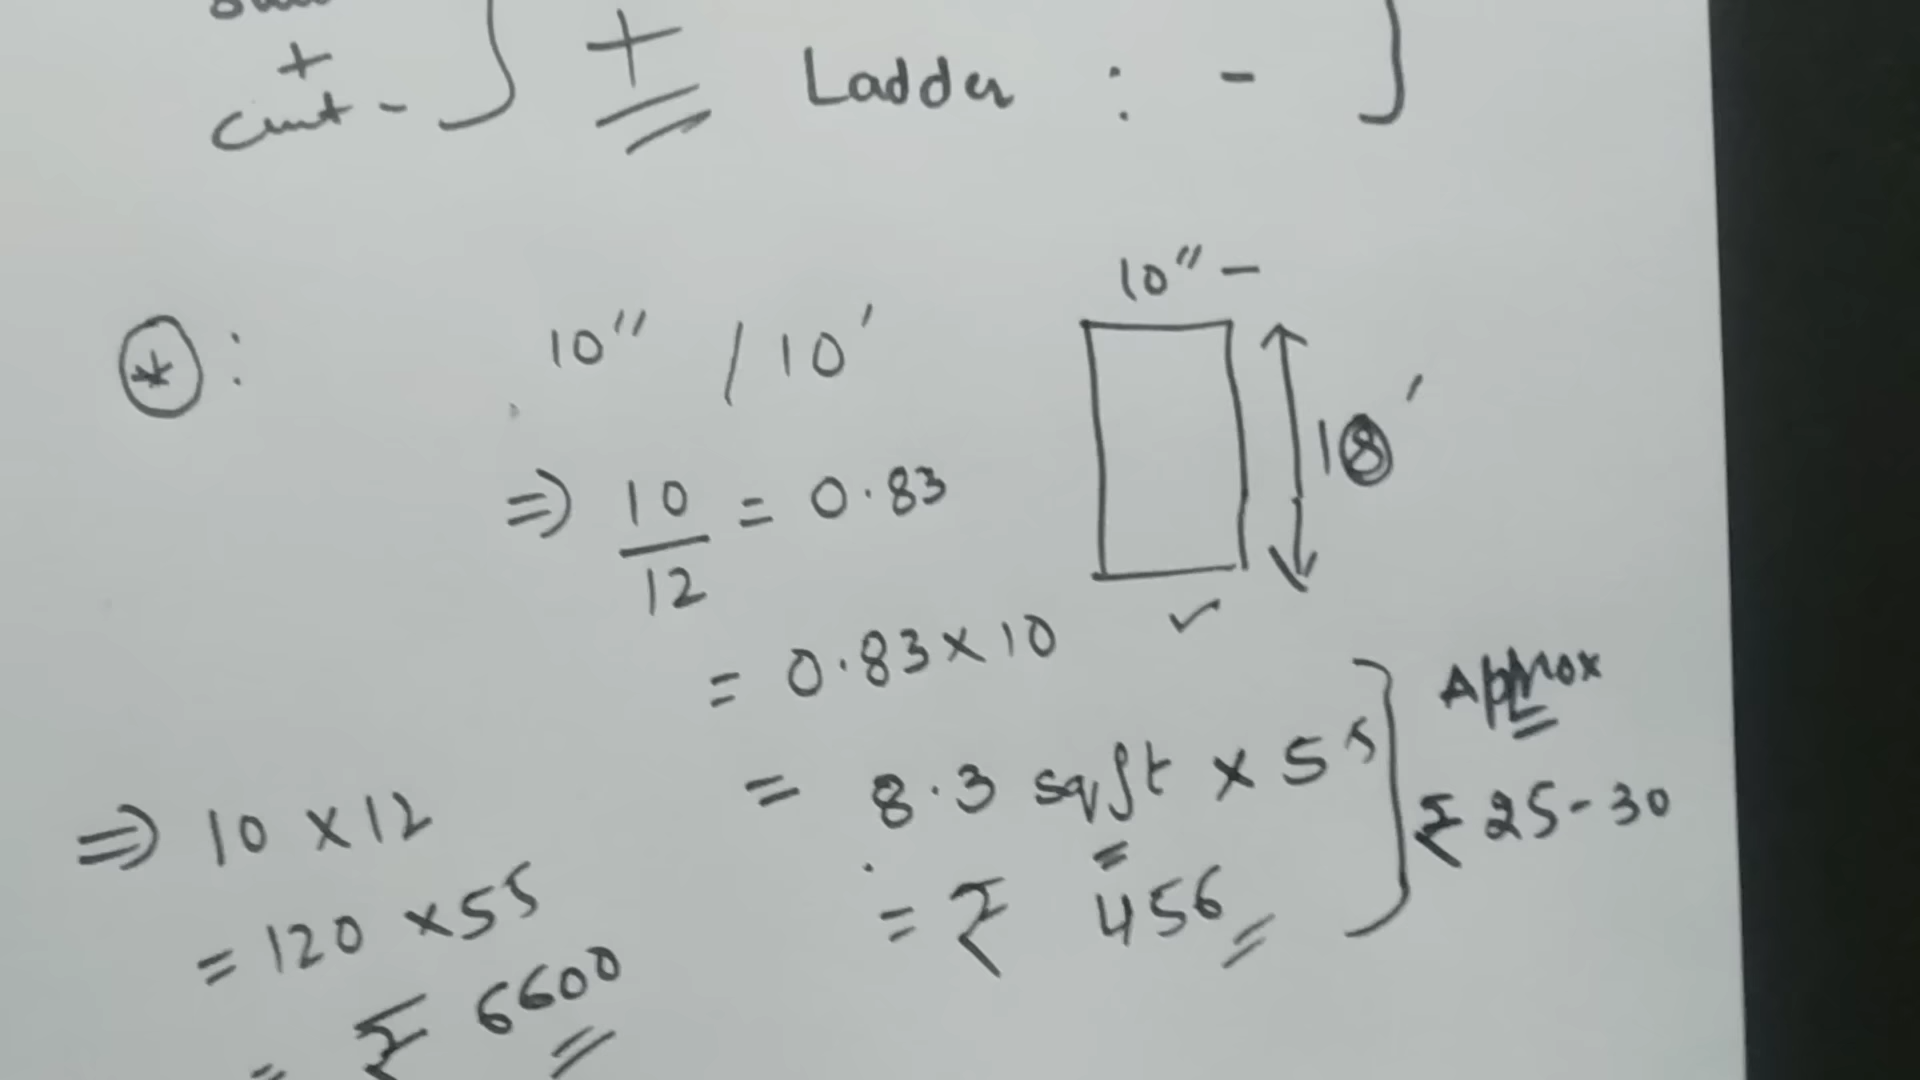 +
Cmt -
+ Ladder : -
* :
10" / 10'
10" -
18'
⇒ 10/12 = 0.83
= 0.83 × 10
= 8.3 sqft × 55
= ₹ 456
Approx
₹ 25-30
⇒ 10 × 12
= 120 × 55
= ₹ 6600